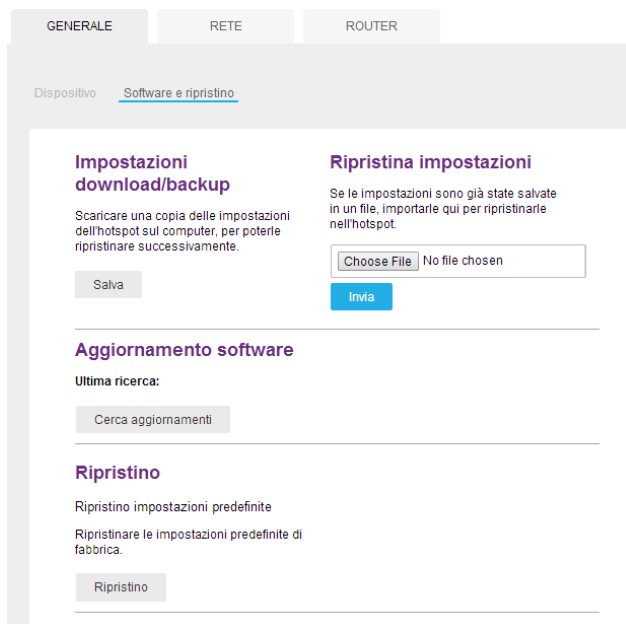 GENERALE
RETE
ROUTER
Dispositivo
Software e ripristino
Impostazioni
download/backup
Scaricare una copia delle impostazioni
dell'hotspot sul computer, per poterle
ripristinare successivamente.
Salva
Ripristina impostazioni
Se le impostazioni sono già state salvate
in un file, importarle qui per ripristinarle
nell'hotspot.
Choose File No file chosen
Invia
Aggiornamento software
Ultima ricerca:
Cerca aggiornamenti
Ripristino
Ripristino impostazioni predefinite
Ripristinare le impostazioni predefinite di
fabbrica.
Ripristino